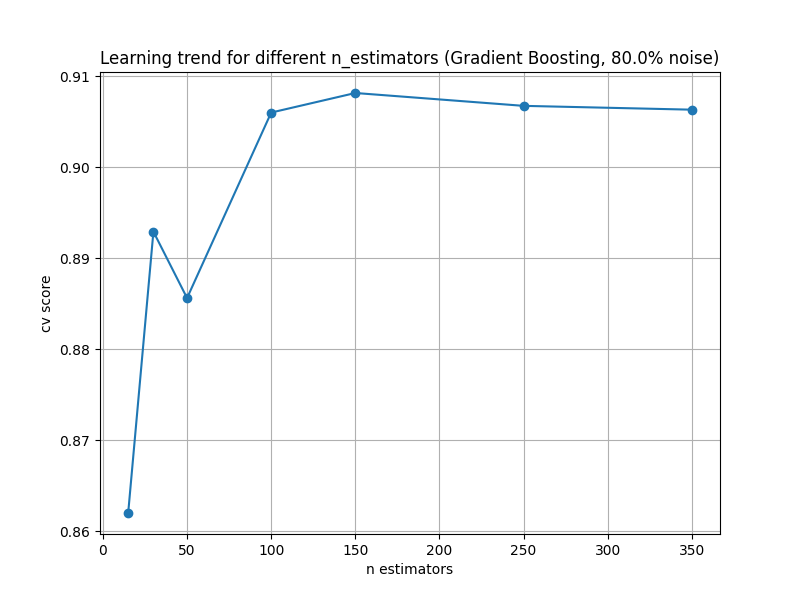 Learning trend for different n_estimators (Gradient Boosting, 80.0% noise)
0.91
0.90
0.89
0.88
0.87
0.86
cv score
0 50 100 150 200 250 300 350
n estimators